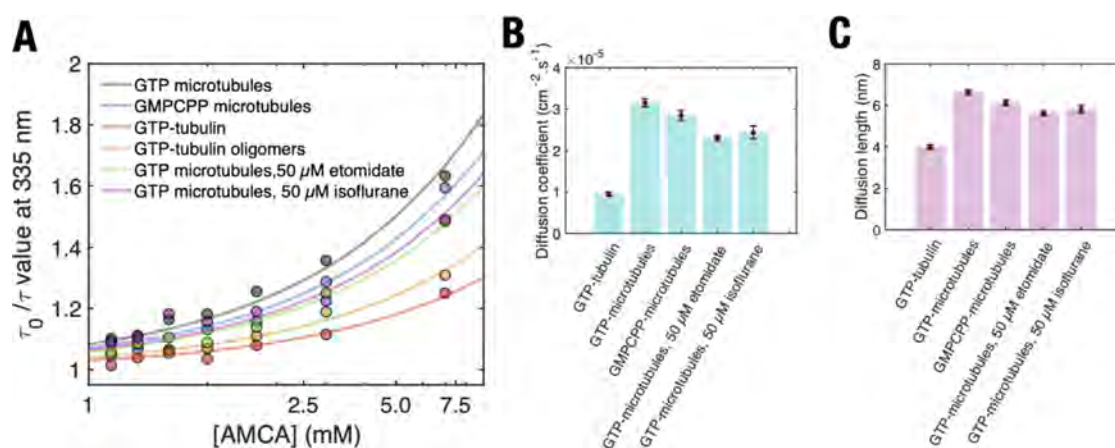 A
τ0 /τ value at 335 nm
2
1.8
1.6
1.4
1.2
1
GTP microtubules
GMPCPP microtubules
GTP-tubulin
GTP-tubulin oligomers
GTP microtubules,50 μM etomidate
GTP microtubules, 50 μM isoflurane
1
2.5
5.0
7.5
[AMCA] (mM)
B
×10⁻⁵
Diffusion coefficient (cm⁻² s⁻¹)
4
3
2
1
0
GTP-tubulin
GTP-microtubules
GMPCPP-microtubules
GTP-microtubules, 50 μM etomidate
GTP-microtubules, 50 μM isoflurane
C
Diffusion length (nm)
8
6
4
2
0
GTP-tubulin
GTP-microtubules
GMPCPP-microtubules
GTP-microtubules, 50 μM etomidate
GTP-microtubules, 50 μM isoflurane